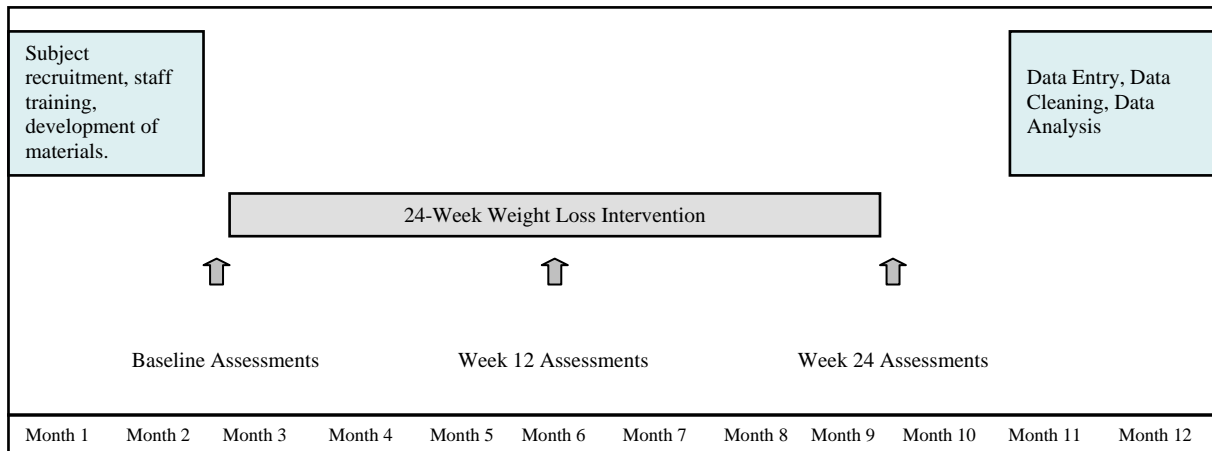 Subject
recruitment, staff
training,
development of
materials.
Data Entry, Data
Cleaning, Data
Analysis
24-Week Weight Loss Intervention
Baseline Assessments
Week 12 Assessments
Week 24 Assessments
Month 1 Month 2 Month 3 Month 4 Month 5 Month 6 Month 7 Month 8 Month 9 Month 10 Month 11 Month 12